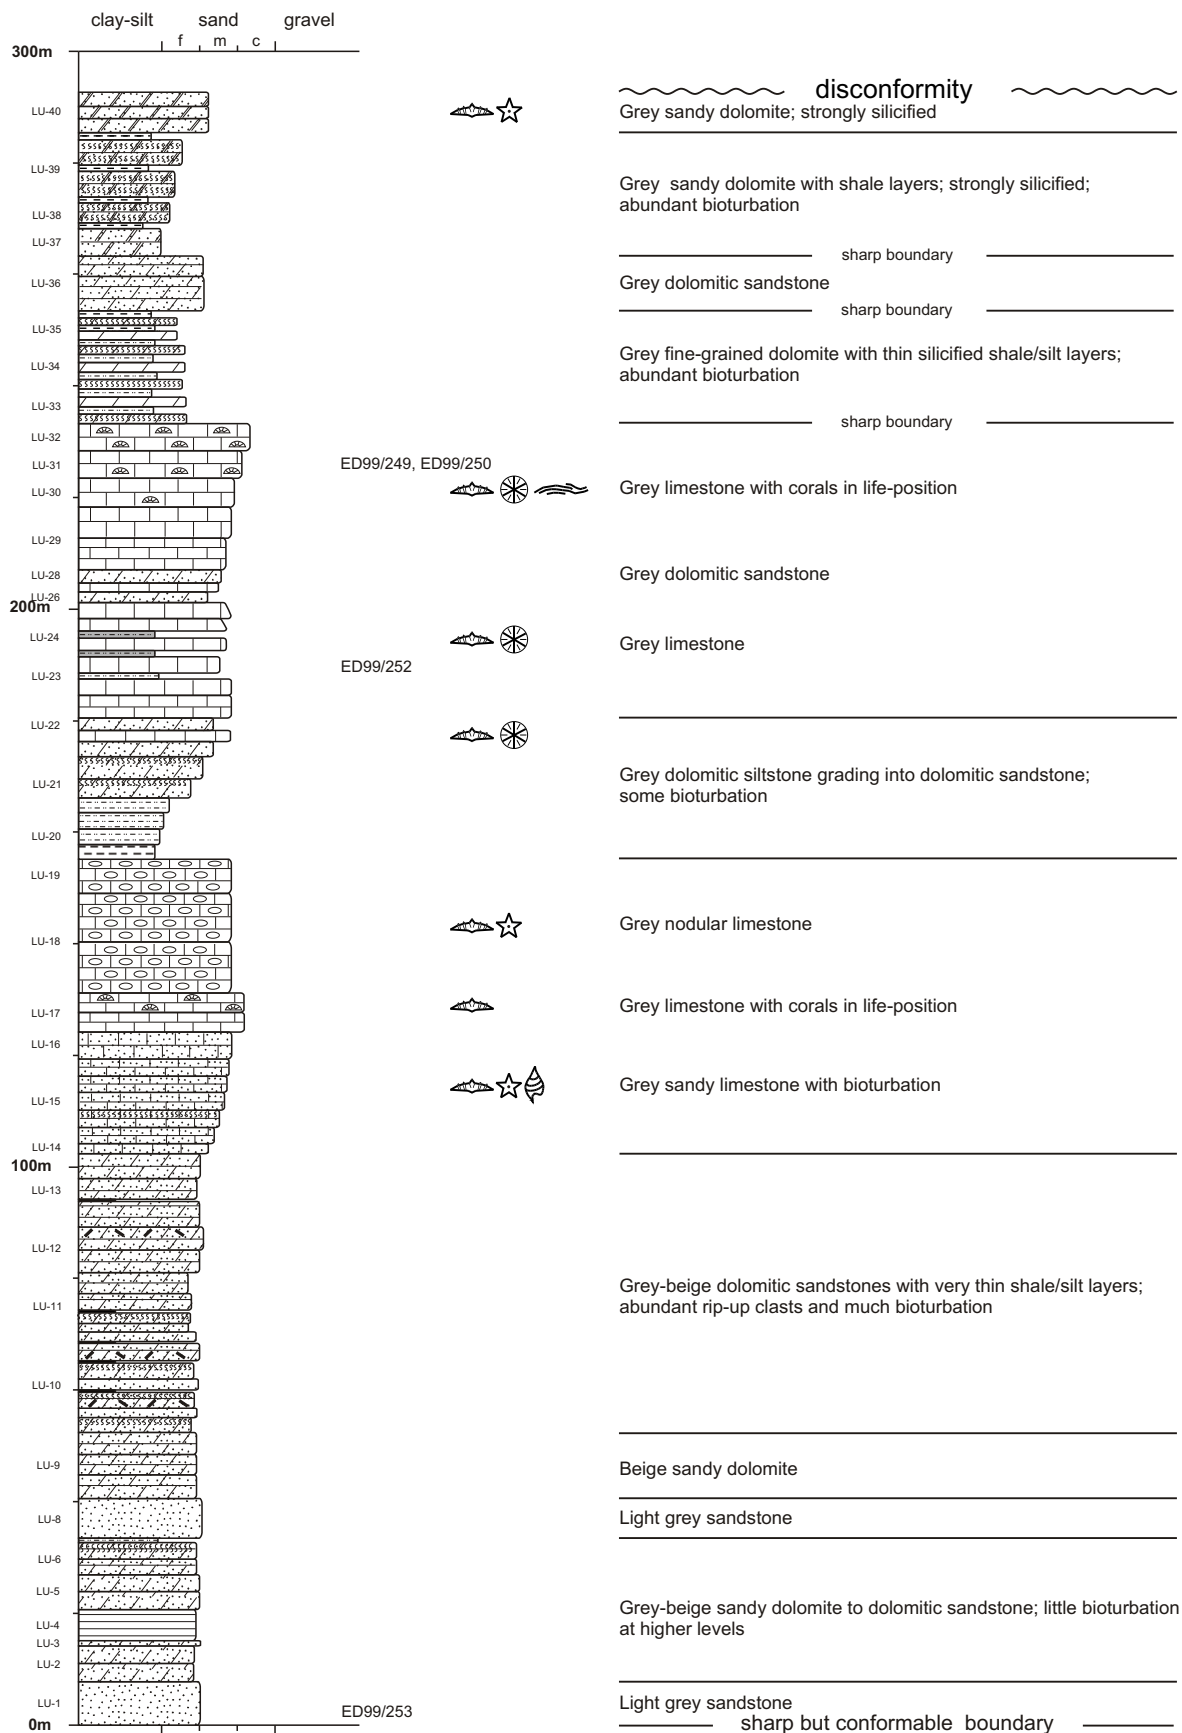 clay-silt sand gravel
f m c
300m
disconformity
LU-40
Grey sandy dolomite; strongly silicified
LU-39
Grey sandy dolomite with shale layers; strongly silicified;
abundant bioturbation
LU-38
LU-37
sharp boundary
LU-36
Grey dolomitic sandstone
sharp boundary
LU-35
Grey fine-grained dolomite with thin silicified shale/silt layers;
abundant bioturbation
LU-34
LU-33
sharp boundary
LU-32
LU-31
ED99/249, ED99/250
LU-30
Grey limestone with corals in life-position
LU-29
LU-28
Grey dolomitic sandstone
LU-26
200m
LU-24
Grey limestone
ED99/252
LU-23
LU-22
LU-21
Grey dolomitic siltstone grading into dolomitic sandstone;
some bioturbation
LU-20
LU-19
Grey nodular limestone
LU-18
Grey limestone with corals in life-position
LU-17
LU-16
Grey sandy limestone with bioturbation
LU-15
LU-14
100m
LU-13
LU-12
Grey-beige dolomitic sandstones with very thin shale/silt layers;
abundant rip-up clasts and much bioturbation
LU-11
LU-10
LU-9
Beige sandy dolomite
LU-8
Light grey sandstone
LU-6
LU-5
Grey-beige sandy dolomite to dolomitic sandstone; little bioturbation
at higher levels
LU-4
LU-3
LU-2
LU-1
Light grey sandstone
ED99/253
0m
sharp but conformable boundary